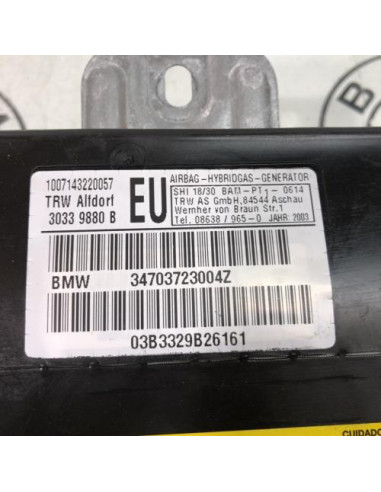 1007143220057
TRW Alfdorf
3033 9880 B
EU
AIRBAG-HYBRIDGAS-GENERATOR
SHI 18/30 BAM-PT1-0614
TRW AS GmbH,84544 Aschau
Wernher von Braun Str.1
Tel. 08638 / 965-0 JAHR: 2003
BMW 34703723004Z
03B3329B26161
CUIDADO